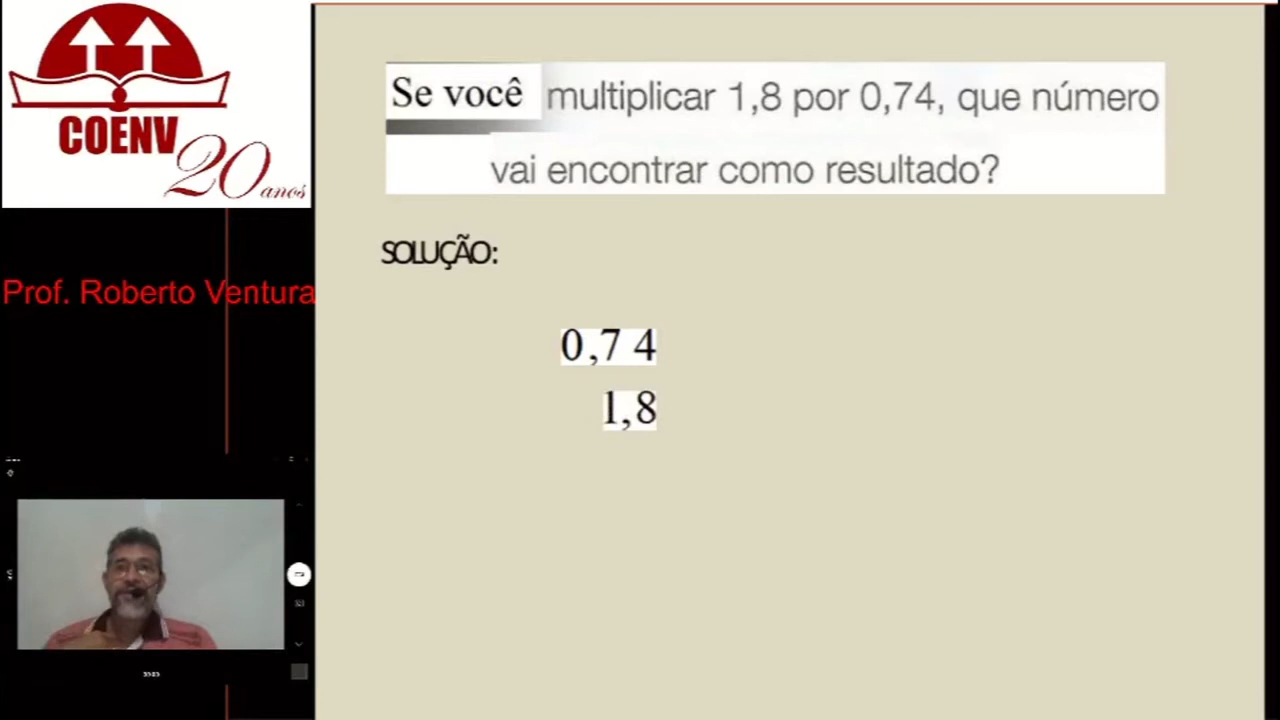 COENV
20 anos
Prof. Roberto Ventura
Se você multiplicar 1,8 por 0,74, que número
vai encontrar como resultado?
SOLUÇÃO:
0,7 4
1,8